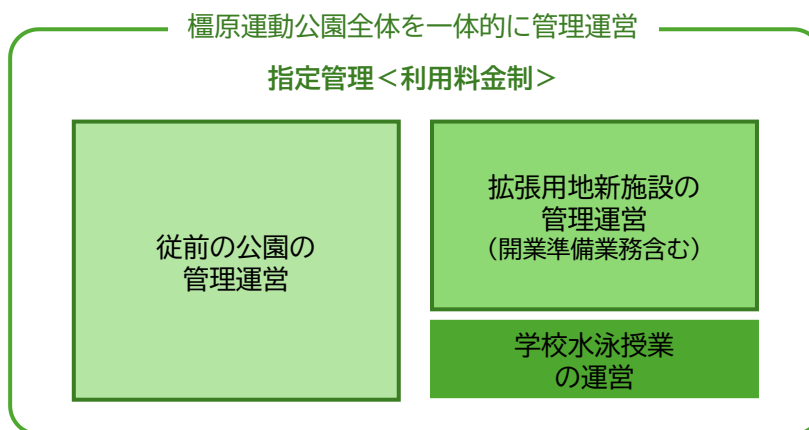 橿原運動公園全体を一体的に管理運営
指定管理＜利用料金制＞
従前の公園の
管理運営
拡張用地新施設の
管理運営
（開業準備業務含む）
学校水泳授業
の運営